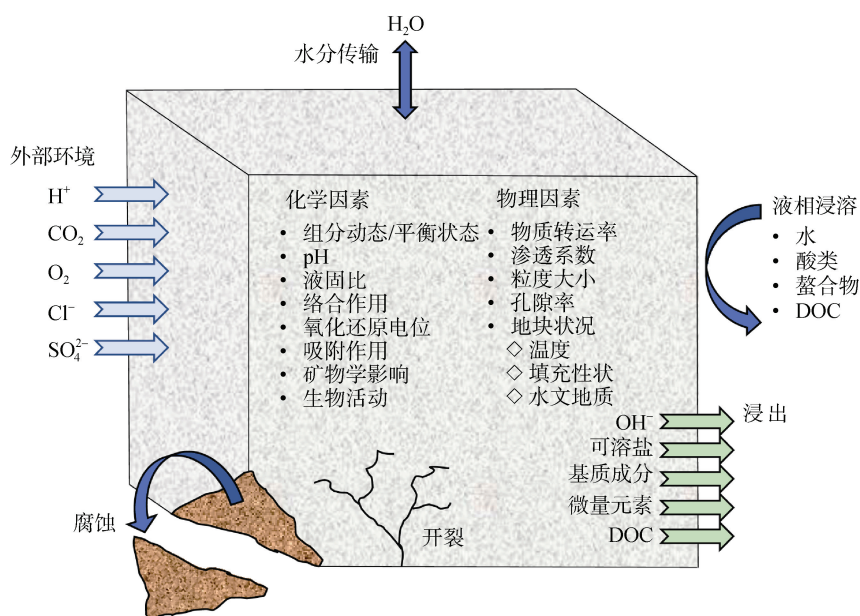 H₂O
水分传输
外部环境
H⁺
CO₂
O₂
Cl⁻
SO₄²⁻
化学因素
• 组分动态/平衡状态
• pH
• 液固比
• 络合作用
• 氧化还原电位
• 吸附作用
• 矿物学影响
• 生物活动
物理因素
• 物质转运率
• 渗透系数
• 粒度大小
• 孔隙率
• 地块状况
◇ 温度
◇ 填充性状
◇ 水文地质
液相浸溶
• 水
• 酸类
• 螯合物
• DOC
浸出
OH⁻
可溶盐
基质成分
微量元素
DOC
腐蚀
开裂